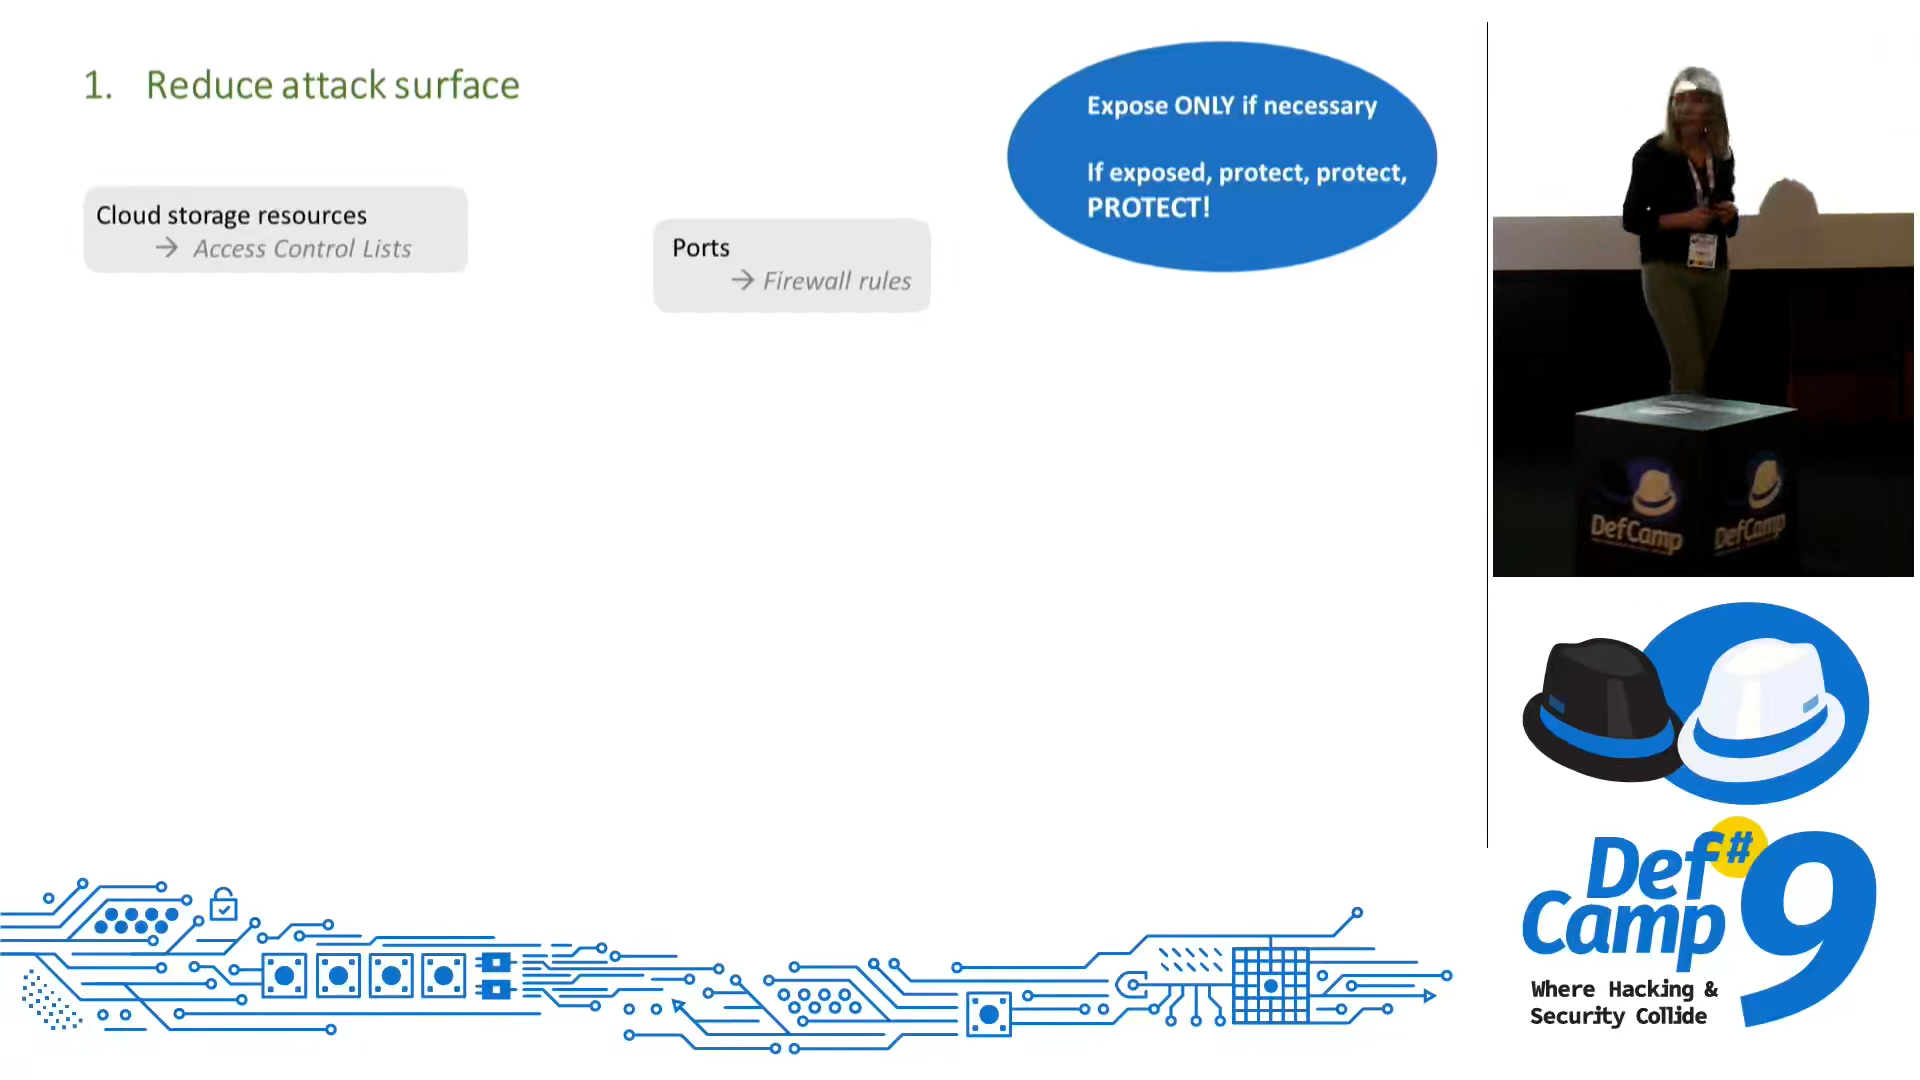 1. Reduce attack surface
Expose ONLY if necessary
If exposed, protect, protect,
PROTECT!
Cloud storage resources
→ Access Control Lists
Ports
→ Firewall rules
DefCamp
DefCamp
Def#
Camp 9
Where Hacking &
Security Collide